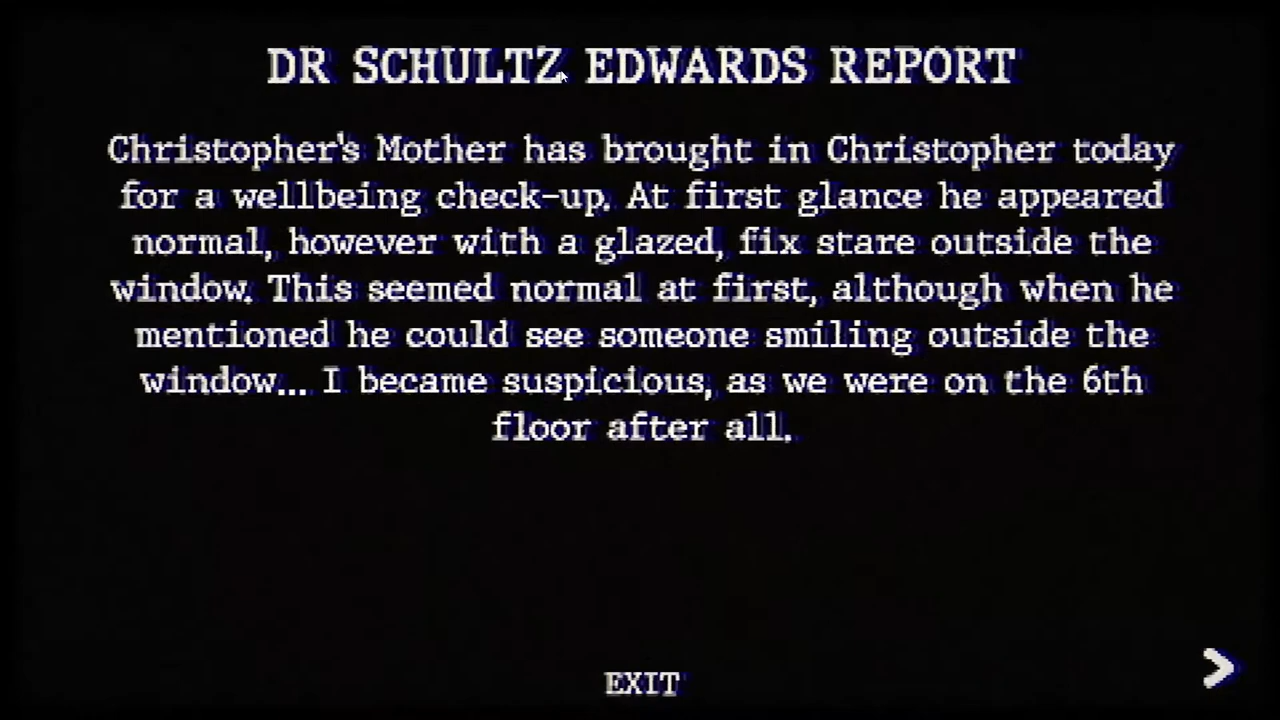 DR SCHULTZ EDWARDS REPORT
Christopher's Mother has brought in Christopher today
for a wellbeing check-up. At first glance he appeared
normal, however with a glazed, fix stare outside the
window. This seemed normal at first, although when he
mentioned he could see someone smiling outside the
window... I became suspicious, as we were on the 6th
floor after all.
>
EXIT